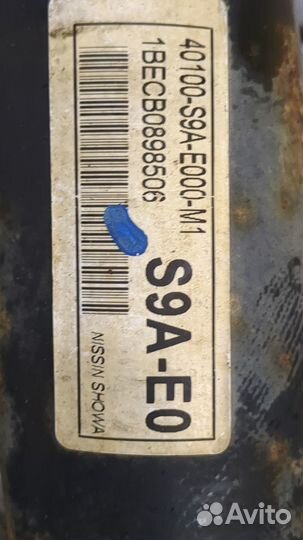 40100-S9A-E000-M1
1BECB0898506
S9A-E0
NISSIN SHOWA
Avito